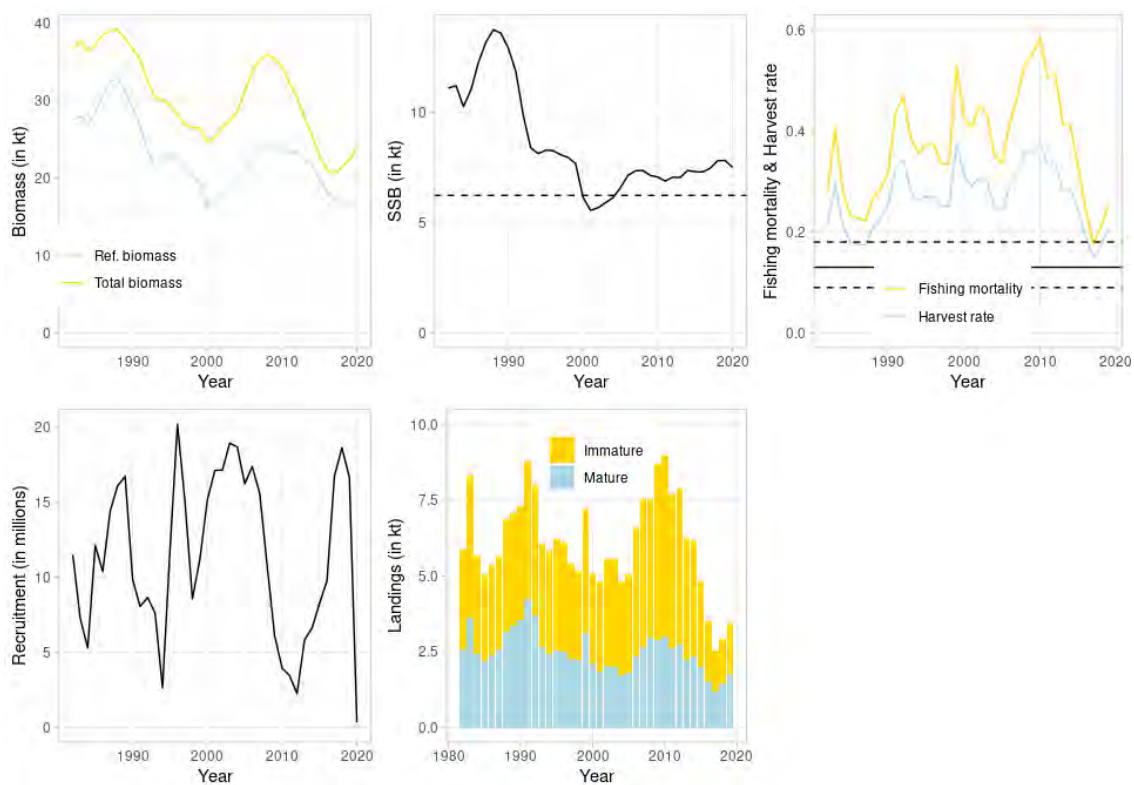 Biomass (in kt)
40
30
20
10
0
Ref. biomass
Total biomass
1990
2000
2010
2020
Year
SSB (in kt)
10
5
0
1990
2000
2010
2020
Year
Fishing mortality & Harvest rate
0.6
0.4
0.2
0.0
Fishing mortality
Harvest rate
1990
2000
2010
2020
Year
Recruitment (in millions)
20
15
10
5
0
1990
2000
2010
2020
Year
Landings (in kt)
10.0
7.5
5.0
2.5
0.0
Immature
Mature
1980
1990
2000
2010
2020
Year